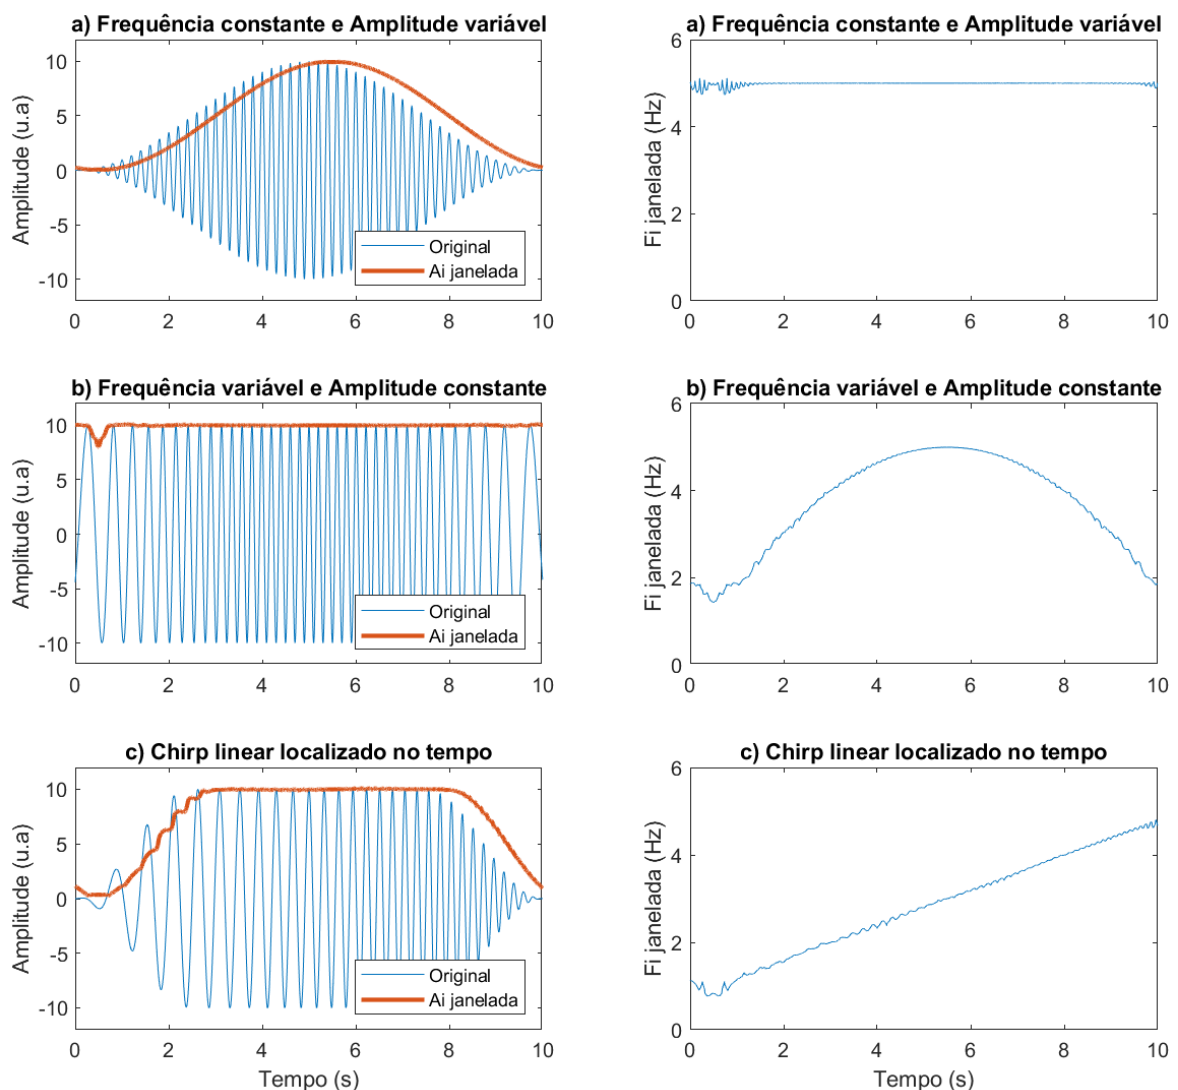 a) Frequência constante e Amplitude variável
10
5
0
-5
-10
Amplitude (u.a)
Original
Ai janelada
0 2 4 6 8 10
a) Frequência constante e Amplitude variável
6
4
2
0
Fi janelada (Hz)
0 2 4 6 8 10
b) Frequência variável e Amplitude constante
10
5
0
-5
-10
Amplitude (u.a)
Original
Ai janelada
0 2 4 6 8 10
b) Frequência variável e Amplitude constante
6
4
2
0
Fi janelada (Hz)
0 2 4 6 8 10
c) Chirp linear localizado no tempo
10
5
0
-5
-10
Amplitude (u.a)
Original
Ai janelada
0 2 4 6 8 10
Tempo (s)
c) Chirp linear localizado no tempo
6
4
2
0
Fi janelada (Hz)
0 2 4 6 8 10
Tempo (s)